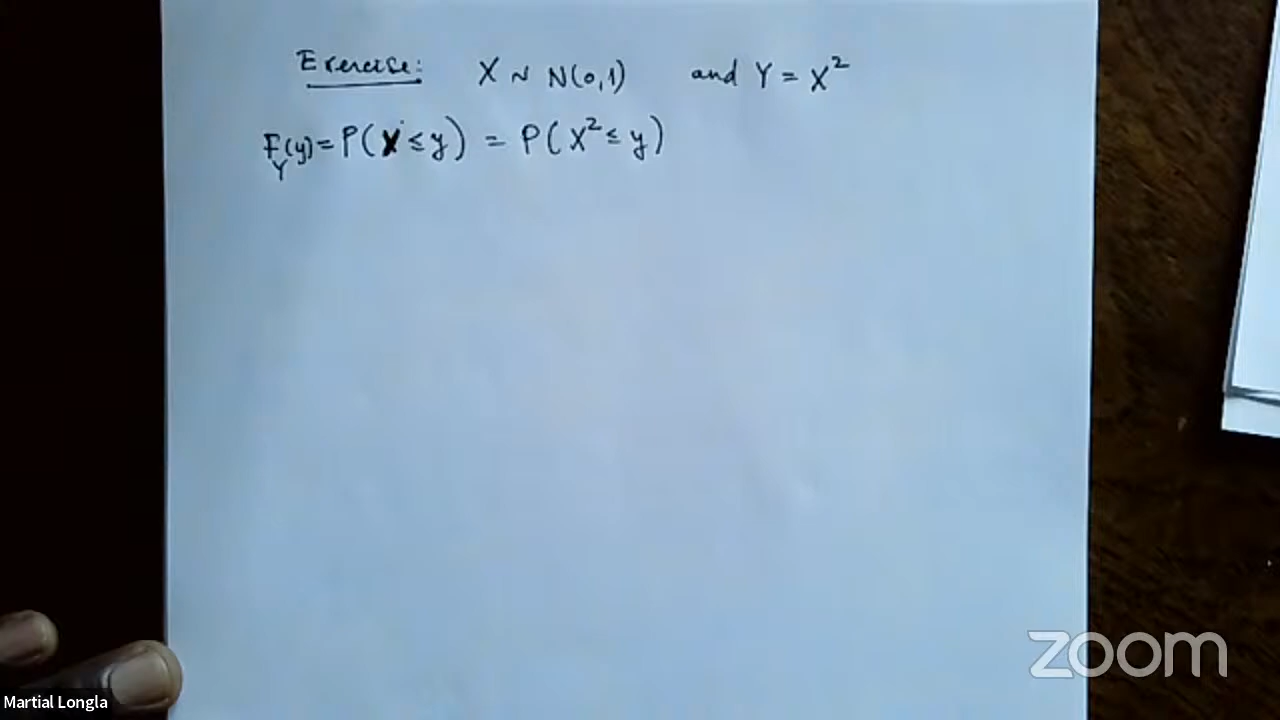 Exercise: X ~ N(0,1) and Y = X²
F_Y(y) = P(Y ≤ y) = P(X² ≤ y)
zoom
Martial Longla